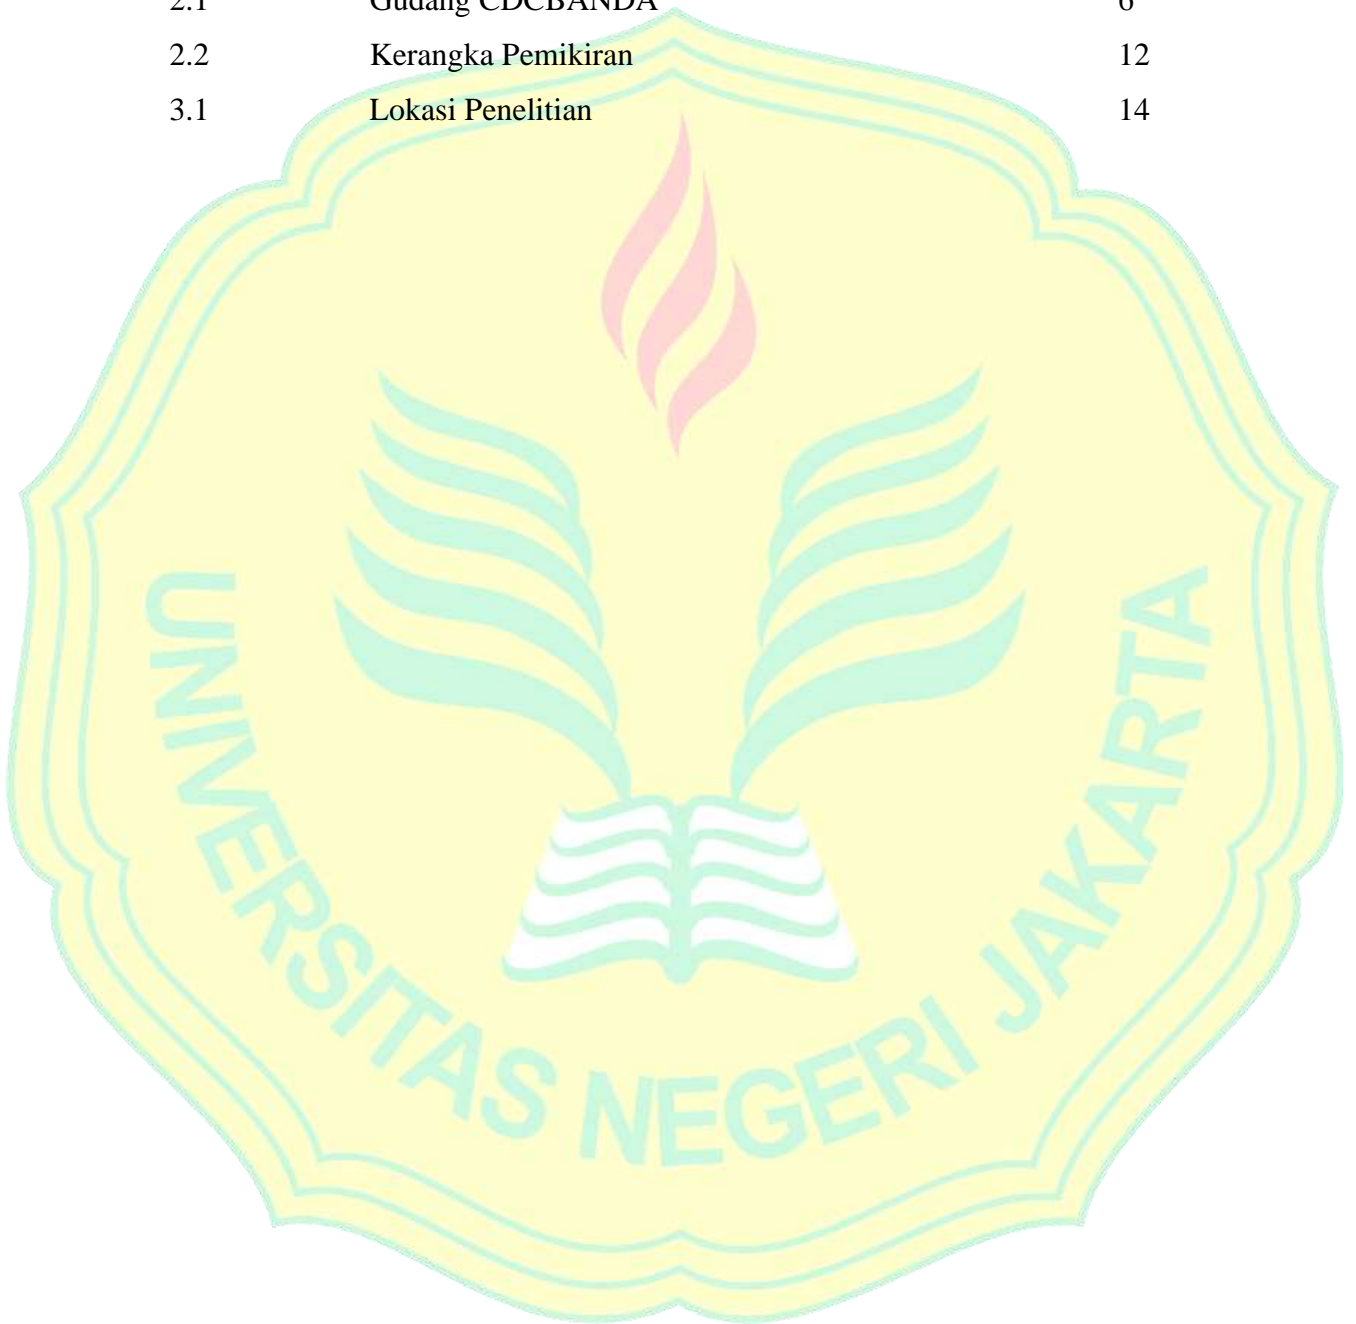 2.1 Gudang CDCBANDA 6
2.2 Kerangka Pemikiran 12
3.1 Lokasi Penelitian 14
UNIVERSITAS NEGERI JAKARTA